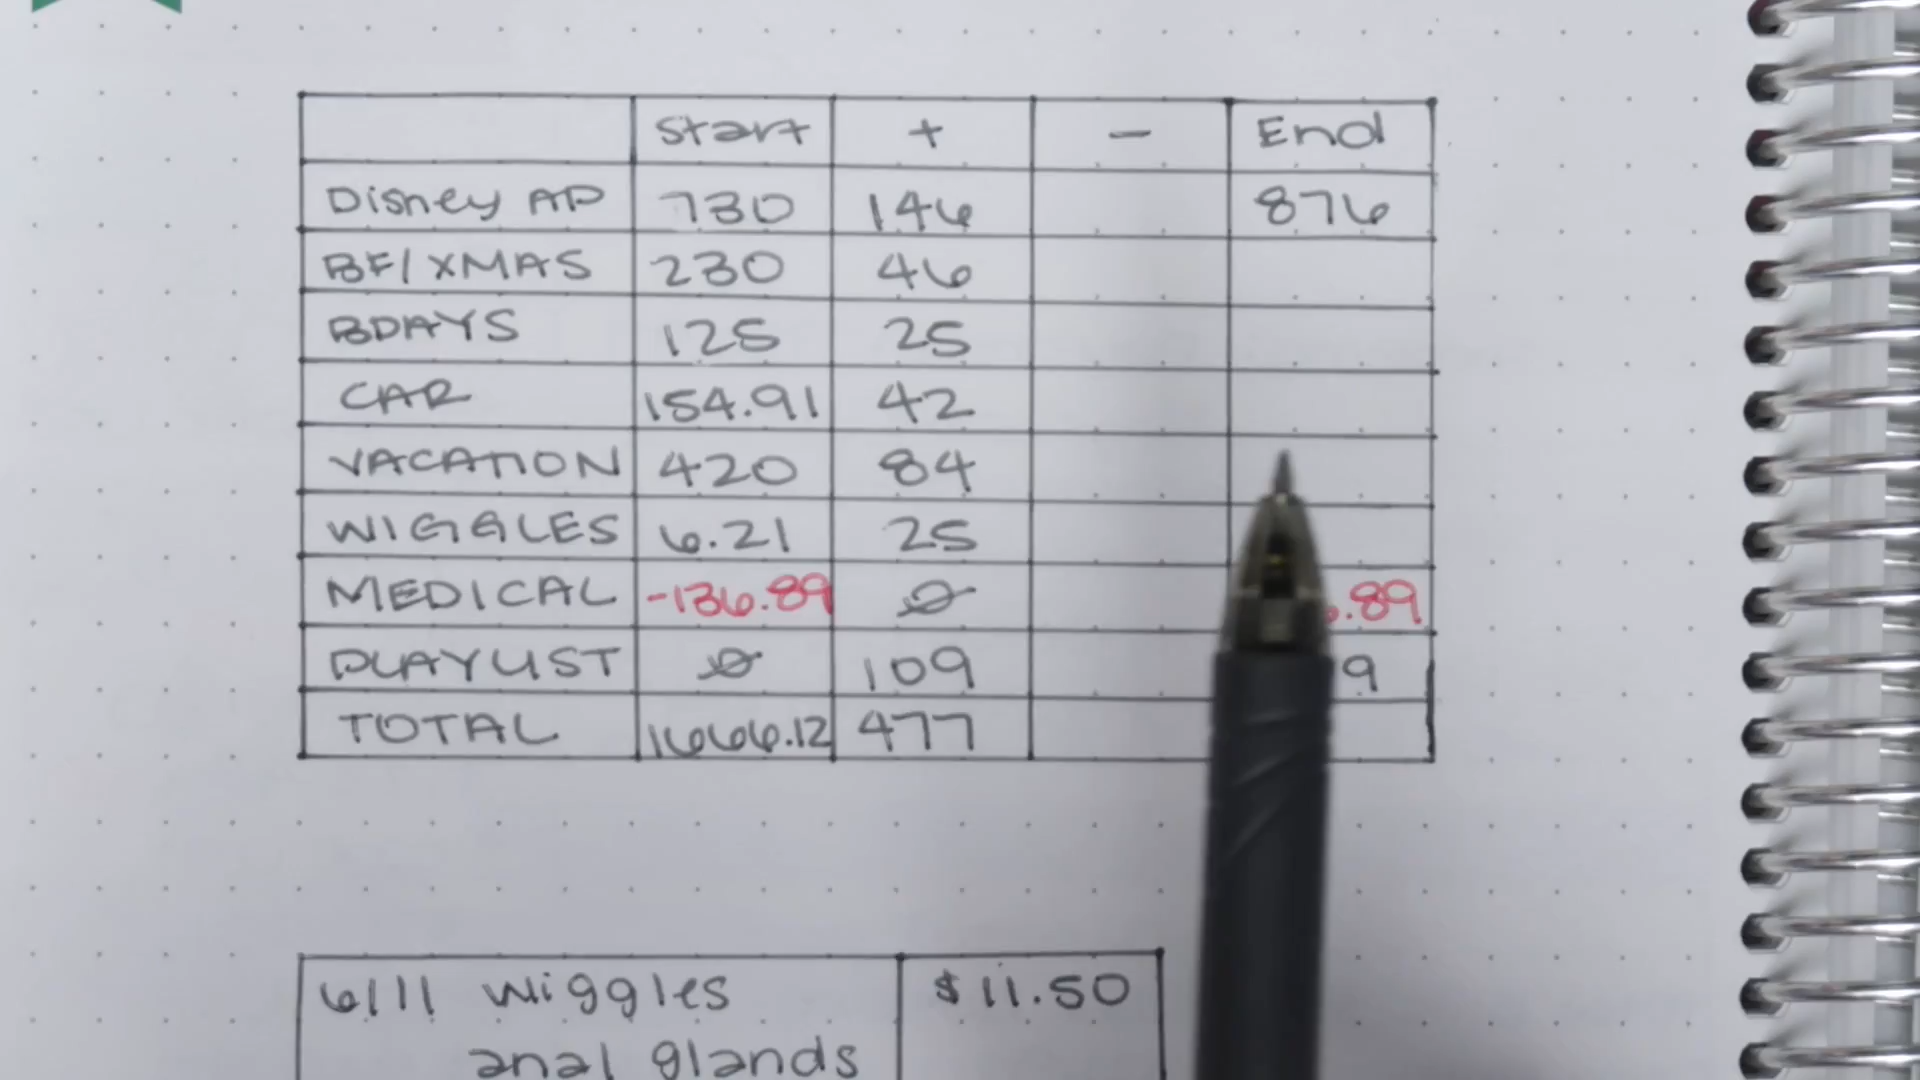 Start + - End
Disney AP 730 146 876
BF/XMAS 230 46
BDAYS 125 25
CAR 154.91 42
VACATION 420 84
WIGGLES 6.21 25
MEDICAL -136.89 Ø .89
PLAYLIST Ø 109 9
TOTAL 1666.12 477
6/11 wiggles $11.50
anal glands